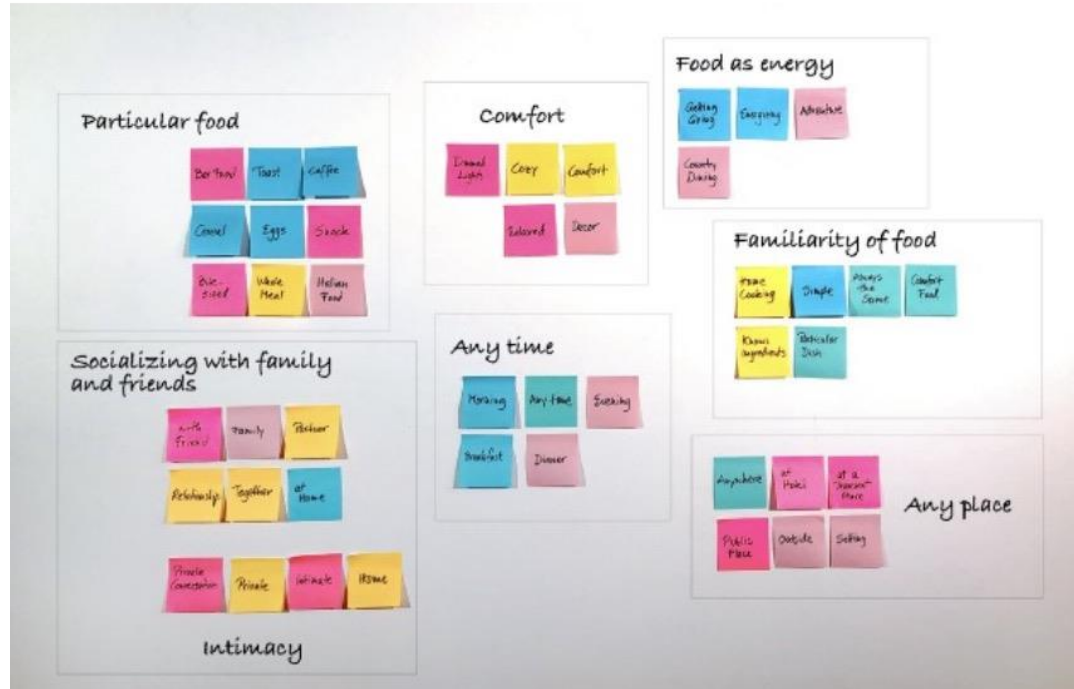 Food as energy
Getting
Going
Energizing
Adventure
Country
Dining
Particular food
Bar Food
Toast
Coffee
Cereal
Eggs
Snack
Bite-
sized
Whole
Meal
Italian
Food
Comfort
Dimmed
Lights
Cozy
Comfort
Relaxed
Decor
Familiarity of food
Home
Cooking
Simple
Always
the
Same
Comfort
Food
Known
ingredients
Particular
Dish
Socializing with family
and friends
with
Friend
Family
Partner
Relationship
Together
at
Home
Private
Conversation
Private
Intimate
Home
Intimacy
Any time
Morning
Any time
Evening
Breakfast
Dinner
Any place
Anywhere
at
Hotel
at a
Place
Public
Place
Outside
Setting